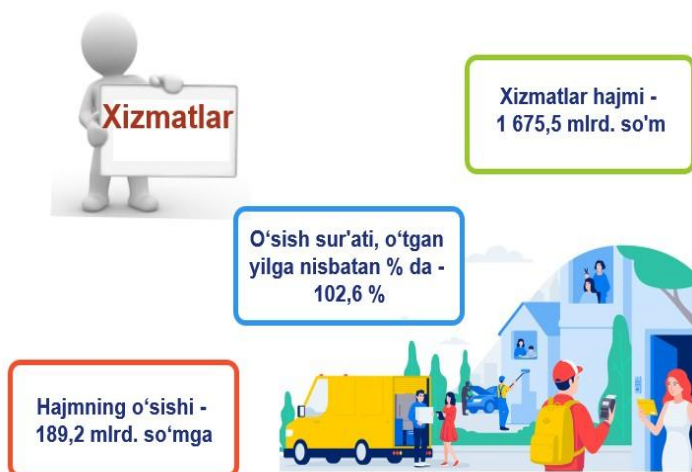 Xizmatlar
Xizmatlar hajmi -
1 675,5 mlrd. so'm
O‘sish sur'ati, o‘tgan
yilga nisbatan % da -
102,6 %
Hajmning o‘sishi -
189,2 mlrd. so‘mga